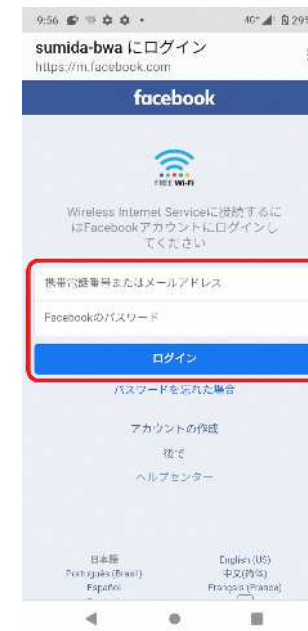 9:56
4G+ 29%
sumida-bwa にログイン
https://m.facebook.com
facebook
FREE Wi-Fi
Wireless Internet Serviceに接続するに
はFacebookアカウントにログインし
てください
携帯電話番号またはメールアドレス
Facebookのパスワード
ログイン
パスワードを忘れた場合
アカウントの作成
後で
ヘルプセンター
日本語
English (US)
Português (Brasil)
中文(简体)
Español
Français (France)